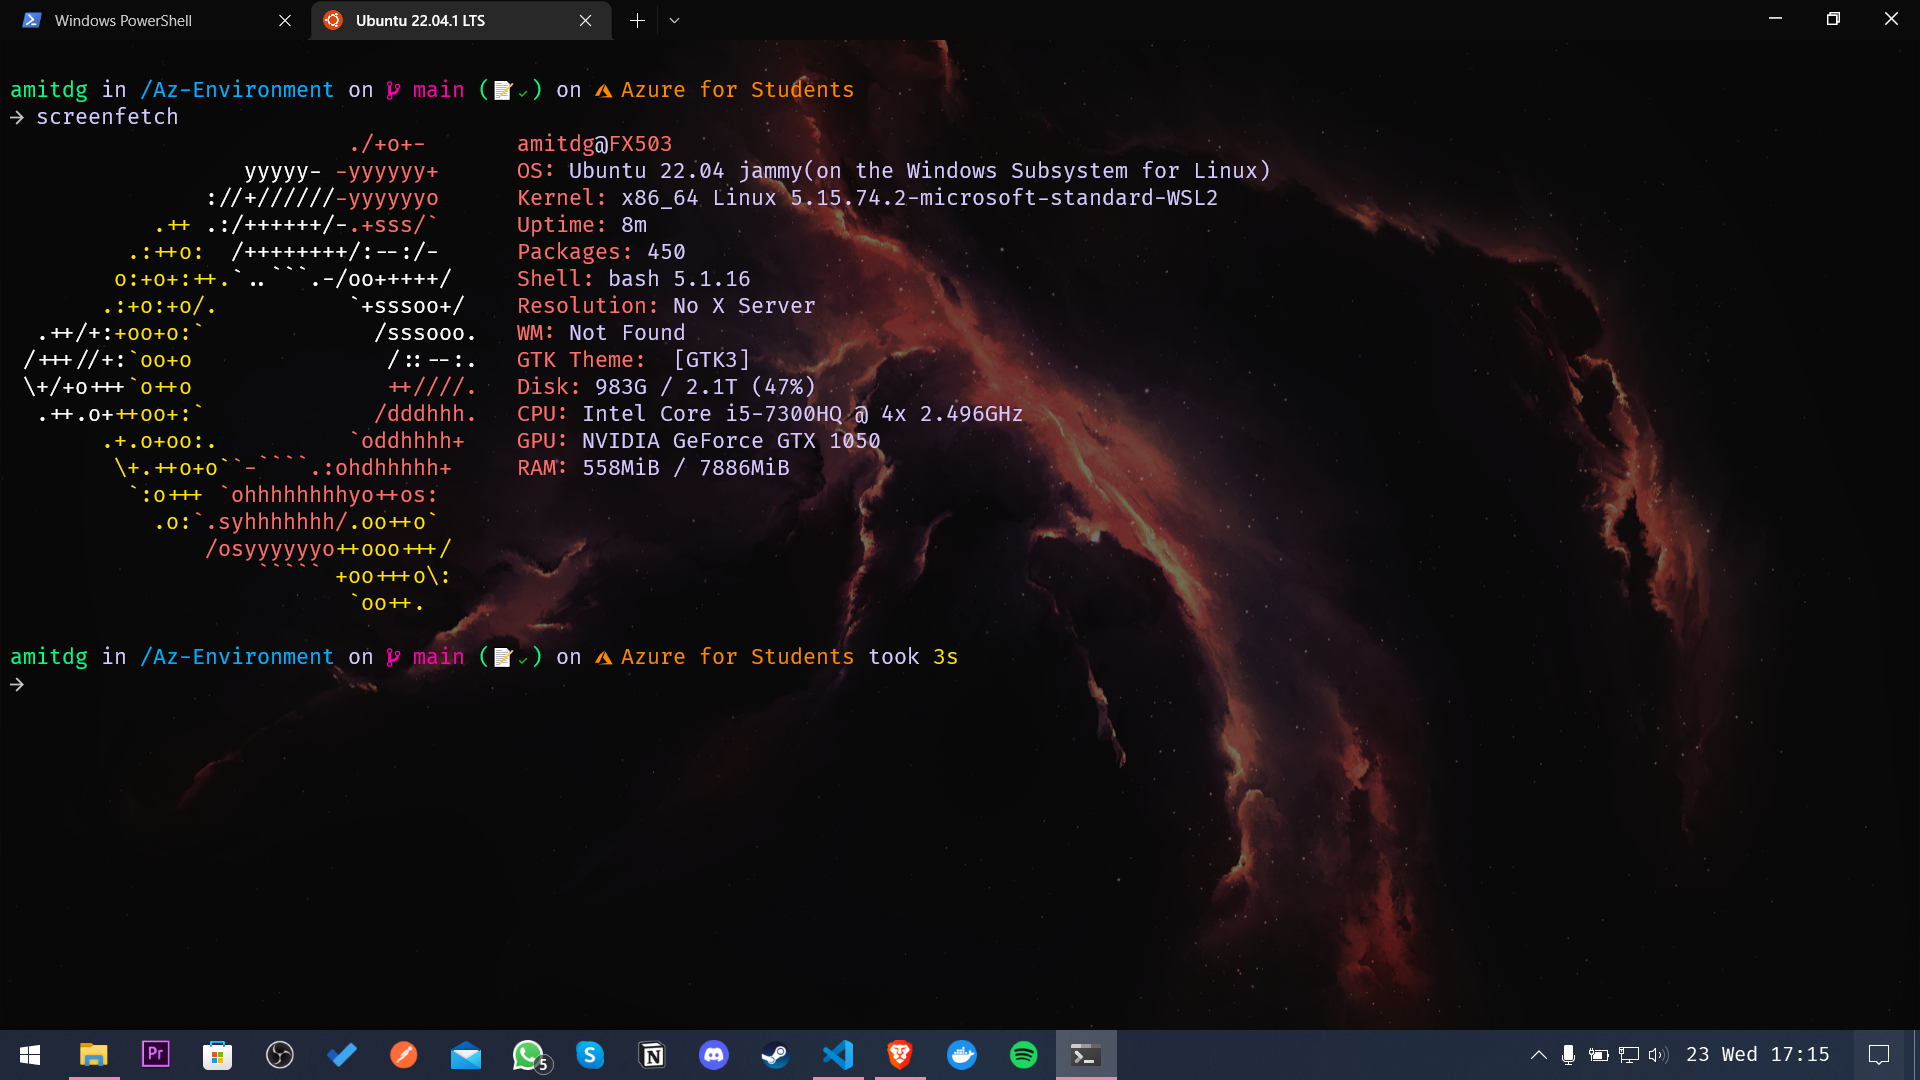 Windows PowerShell
Ubuntu 22.04.1 LTS
amitdg in /Az-Environment on main (📝✓) on Azure for Students
→ screenfetch
./+o+- amitdg@FX503
yyyyy- -yyyyyy+ OS: Ubuntu 22.04 jammy(on the Windows Subsystem for Linux)
://+//////-yyyyyyo Kernel: x86_64 Linux 5.15.74.2-microsoft-standard-WSL2
.++ .:/++++++/-.+sss/` Uptime: 8m
.:++o: /++++++++/:--:/- Packages: 450
o:+o+:++.`..```.-/oo+++++/ Shell: bash 5.1.16
.:+o:+o/. `+sssoo+/ Resolution: No X Server
.++/+:+oo+o:` /sssooo. WM: Not Found
/+++//+:`oo+o /::--:. GTK Theme: [GTK3]
\+/+o+++`o++o ++////. Disk: 983G / 2.1T (47%)
.++.o+++oo+:` /dddhhh. CPU: Intel Core i5-7300HQ @ 4x 2.496GHz
.+.o+oo:. `oddhhhh+ GPU: NVIDIA GeForce GTX 1050
\+.++o+o``-````.:ohdhhhhh+ RAM: 558MiB / 7886MiB
`:o+++ `ohhhhhhhhyo++os:
.o:`.syhhhhhhh/.oo++o`
/osyyyyyyo++ooo+++/
````` +oo+++o\:
`oo++.
amitdg in /Az-Environment on main (📝✓) on Azure for Students took 3s
→
Pr
5
S
N
23 Wed 17:15